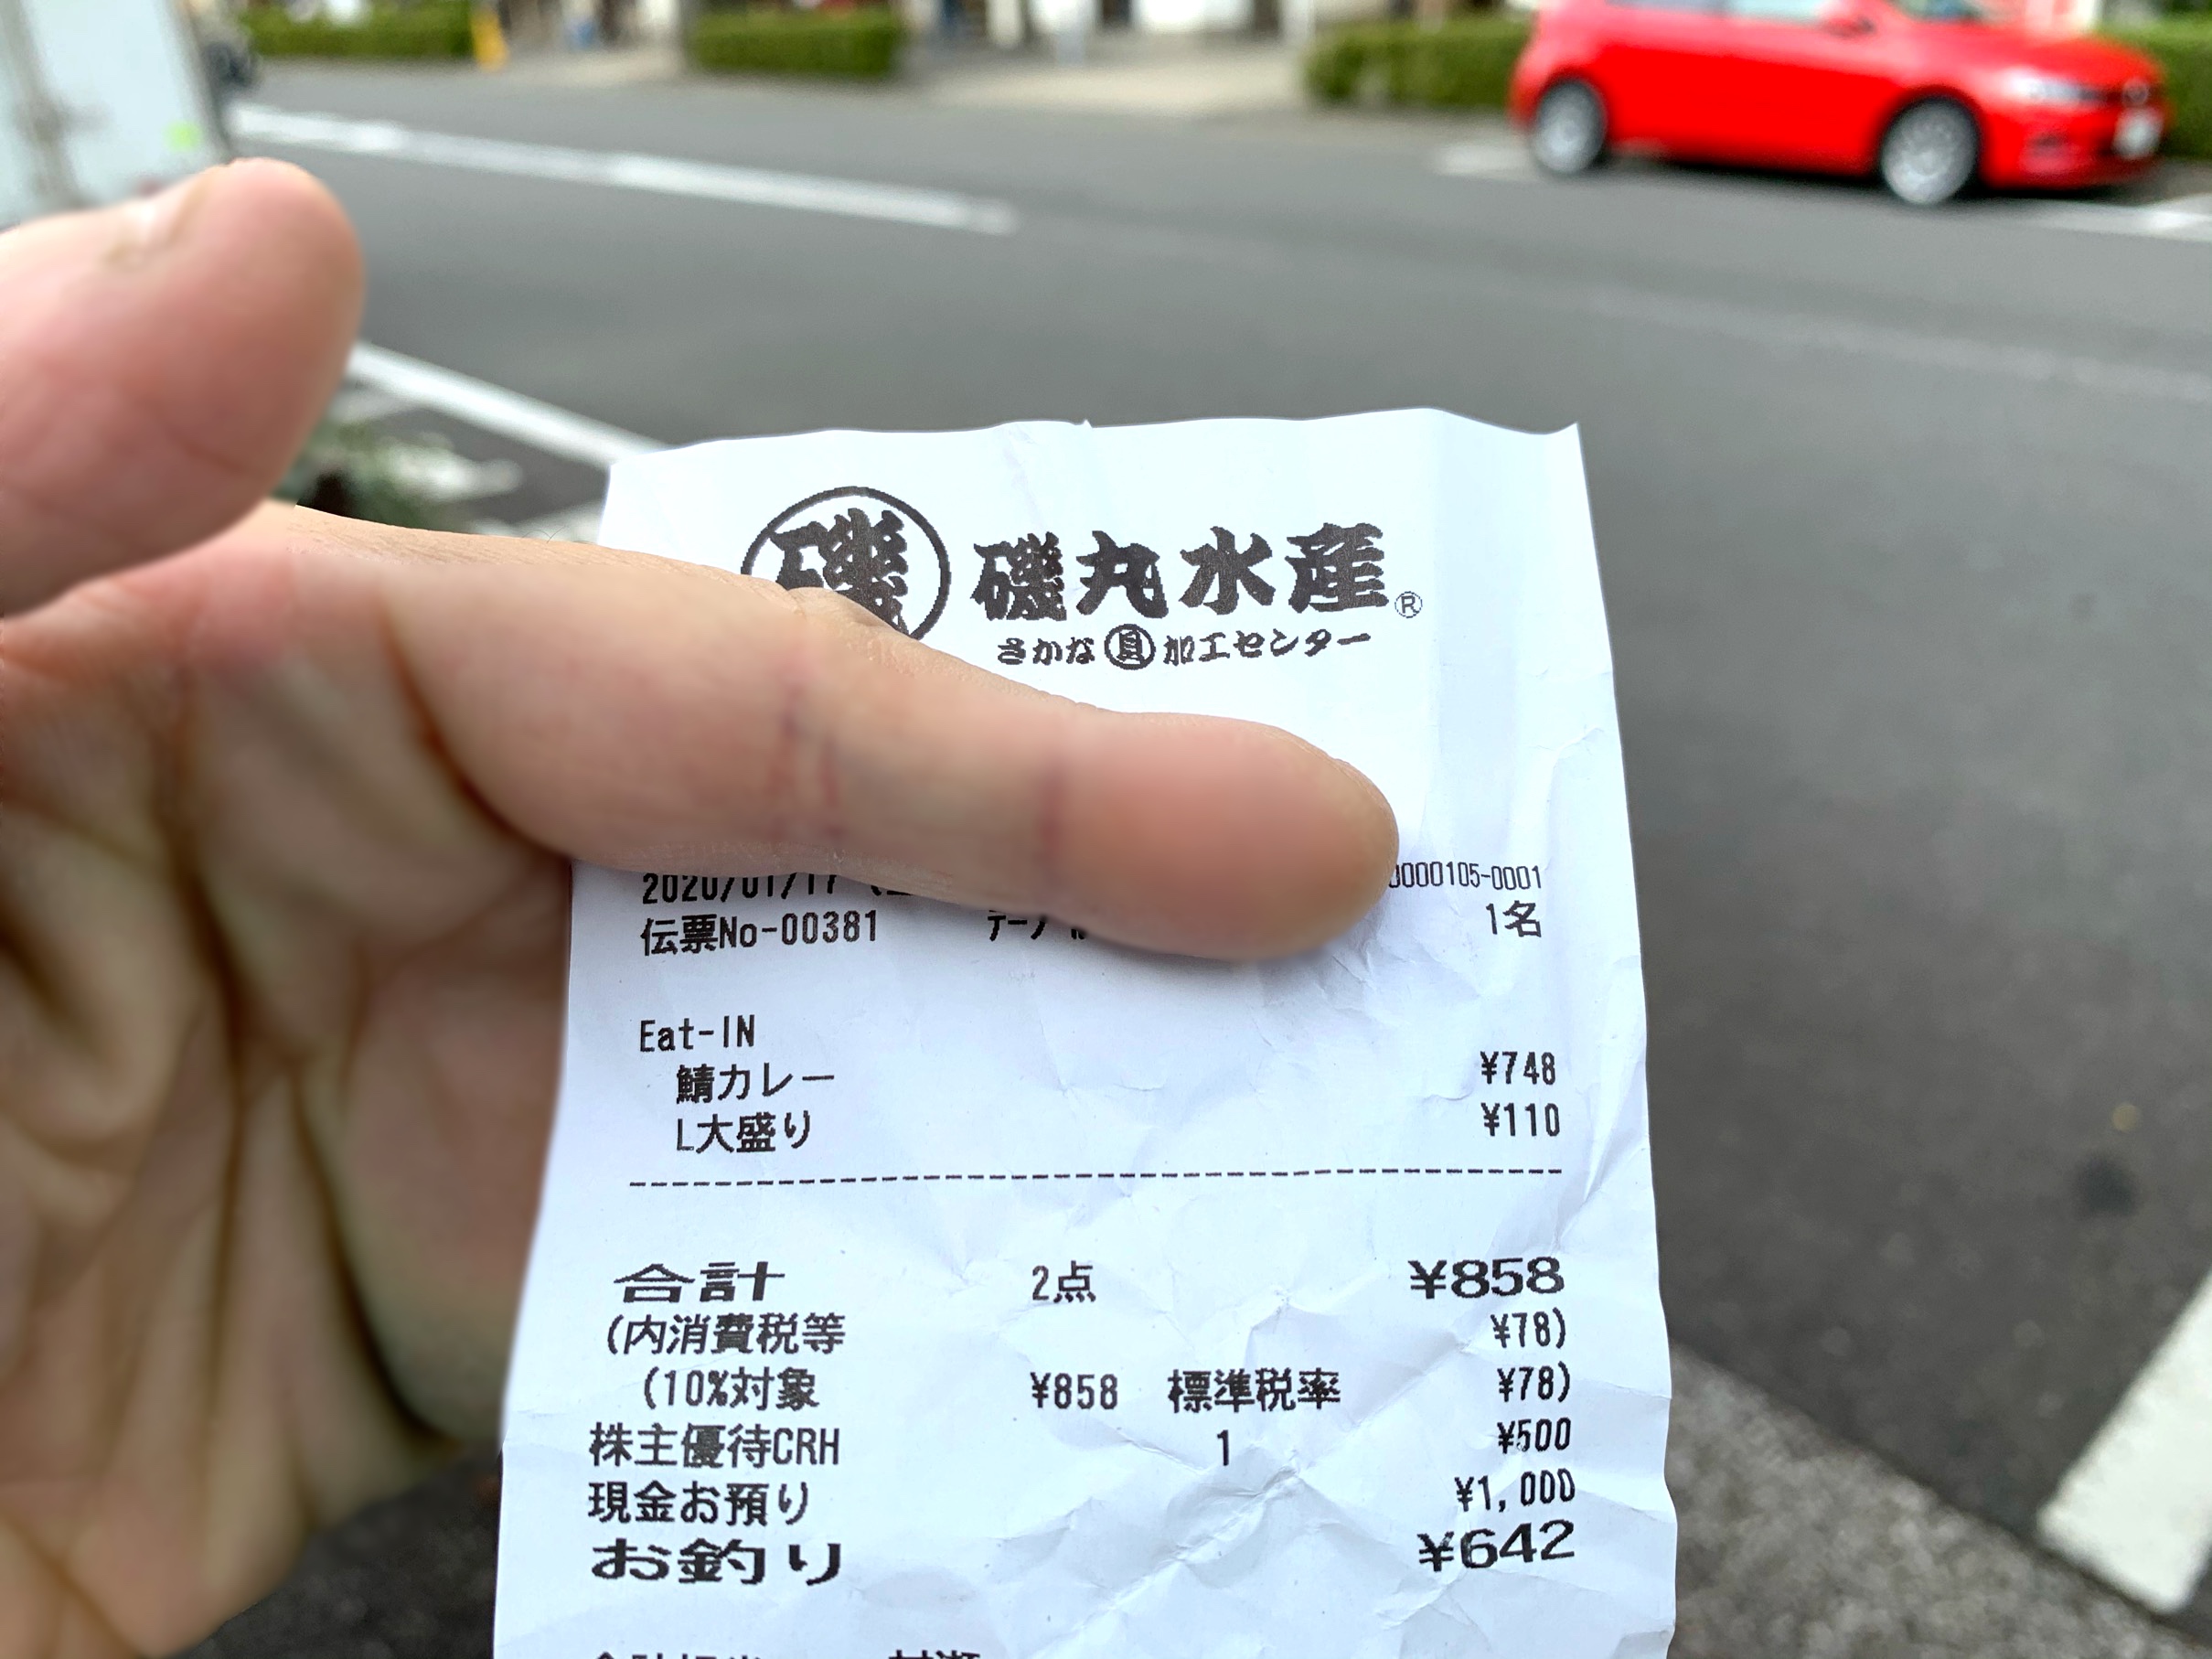 磯 磯丸水産®
さかな 貝 加工センター
2020/01/17
000105-0001
伝票No-00381 1名
Eat-IN
鯖カレー ¥748
L大盛り ¥110
合計 2点 ¥858
(内消費税等 ¥78)
(10%対象 ¥858 標準税率 ¥78)
株主優待CRH 1 ¥500
現金お預り ¥1,000
お釣り ¥642